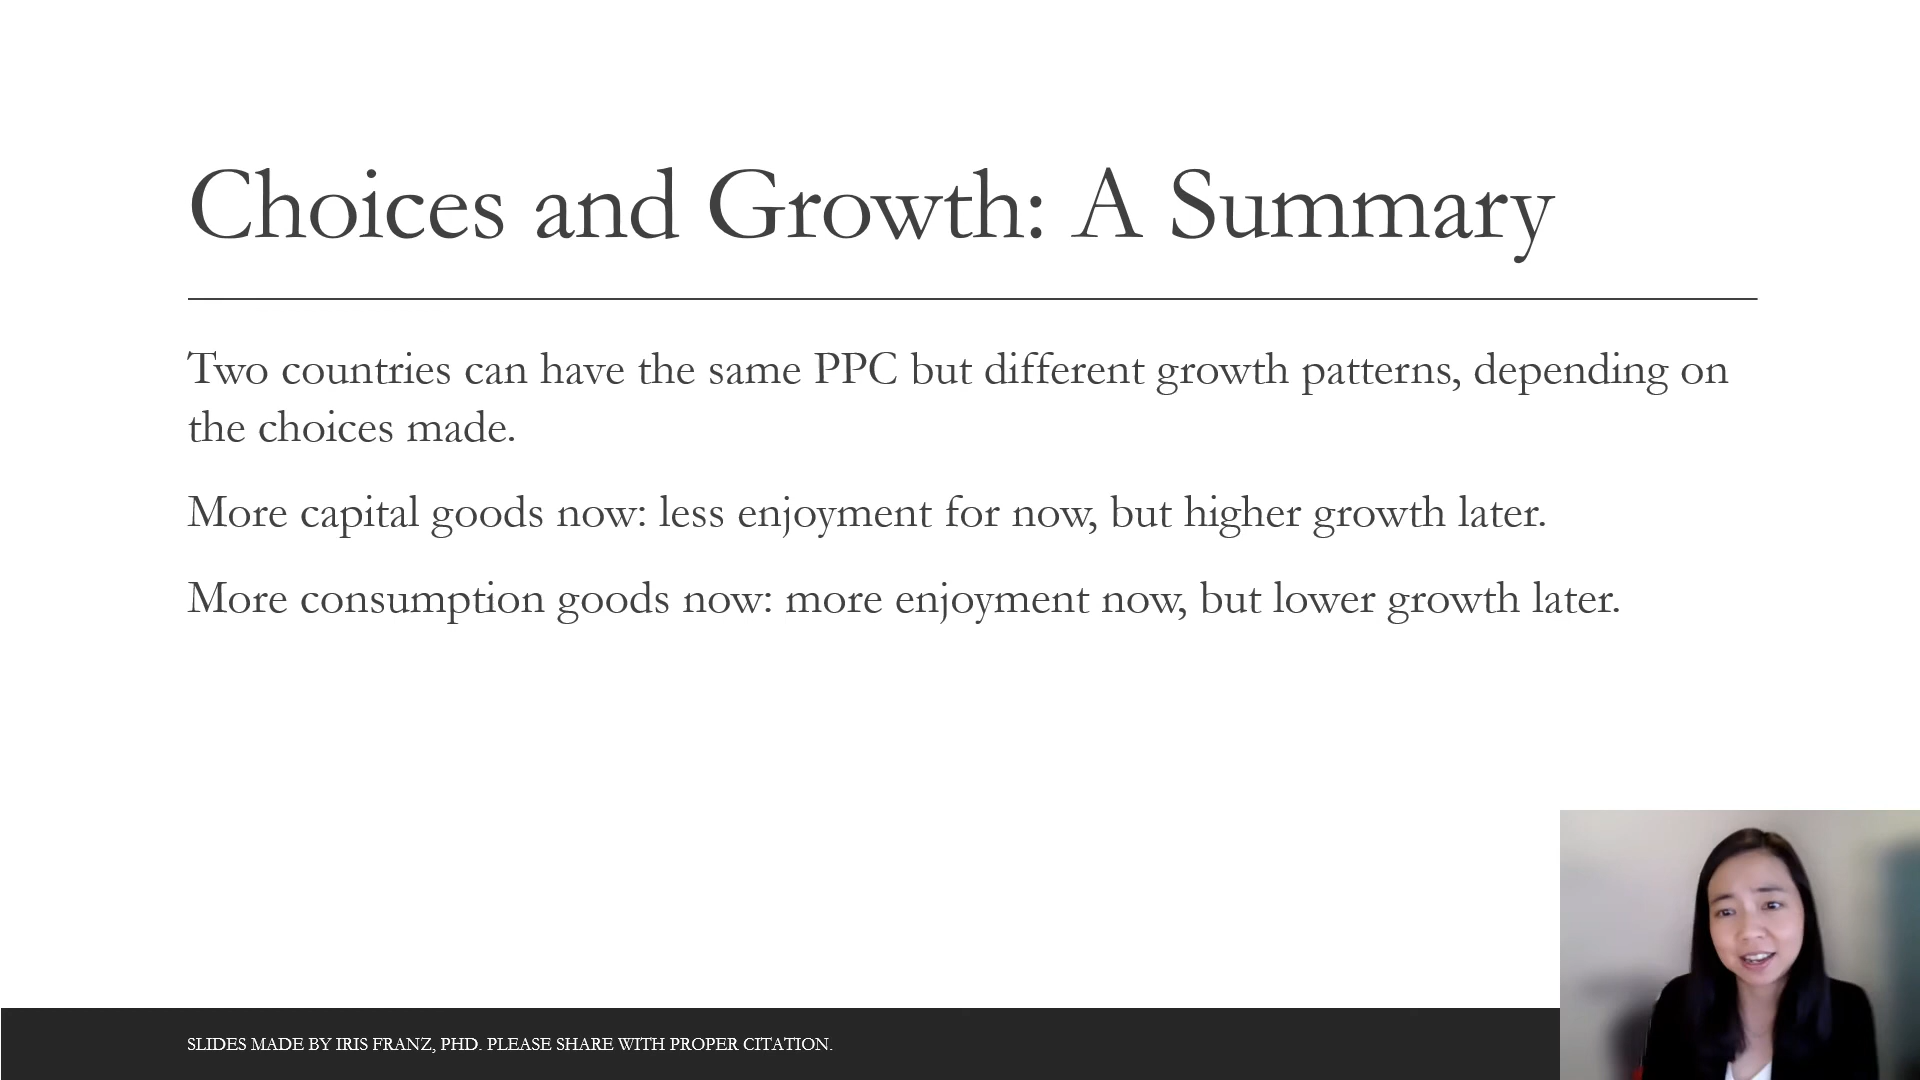 Choices and Growth: A Summary
Two countries can have the same PPC but different growth patterns, depending on
the choices made.
More capital goods now: less enjoyment for now, but higher growth later.
More consumption goods now: more enjoyment now, but lower growth later.
SLIDES MADE BY IRIS FRANZ, PHD. PLEASE SHARE WITH PROPER CITATION.